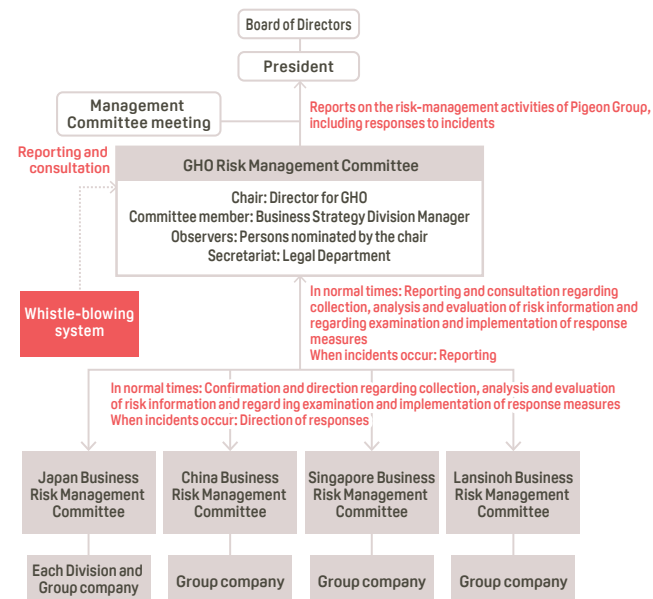 Board of Directors
President
Management
Committee meeting
Reports on the risk-management activities of Pigeon Group,
including responses to incidents
Reporting and
consultation
GHO Risk Management Committee
Chair: Director for GHO
Committee member: Business Strategy Division Manager
Observers: Persons nominated by the chair
Secretariat: Legal Department
Whistle-blowing
system
In normal times: Reporting and consultation regarding
collection, analysis and evaluation of risk information and
regarding examination and implementation of response
measures
When incidents occur: Reporting
In normal times: Confirmation and direction regarding collection, analysis and evaluation
of risk information and regard ing examination and implementation of response measures
When incidents occur: Direction of responses
Japan Business
Risk Management
Committee
China Business
Risk Management
Committee
Singapore Business
Risk Management
Committee
Lansinoh Business
Risk Management
Committee
Each Division and
Group company
Group company
Group company
Group company